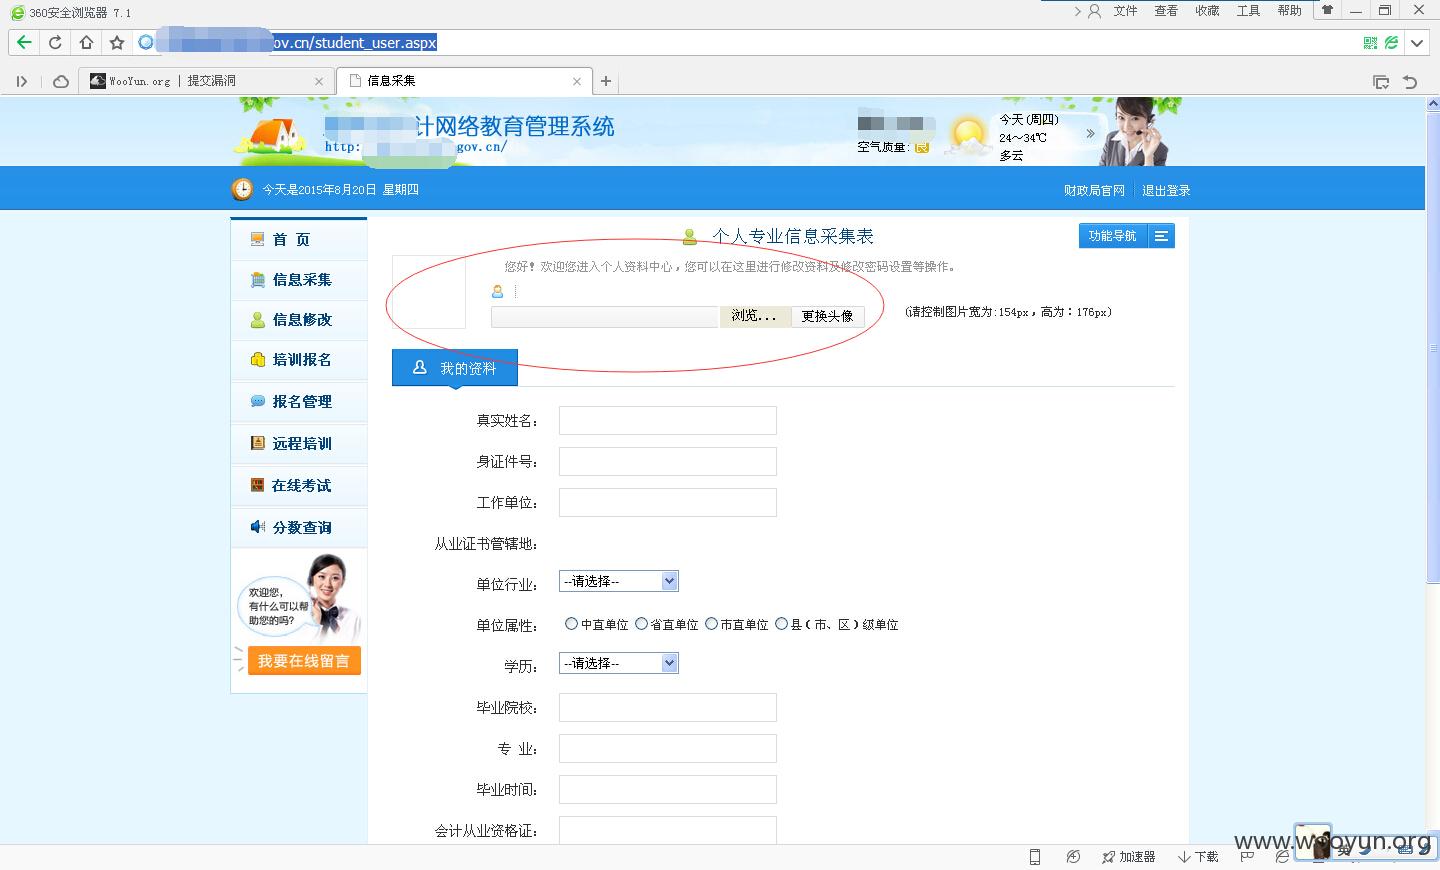 360安全浏览器 7.1
文件 查看 收藏 工具 帮助
ov.cn/student_user.aspx
WooYun.org | 提交漏洞
信息采集
计网络教育管理系统
http:
gov.cn/
空气质量: 良
今天(周四)
24～34℃
多云
今天是2015年8月20日 星期四
财政局官网 退出登录
首 页
信息采集
信息修改
培训报名
报名管理
远程培训
在线考试
分数查询
欢迎您,
有什么可以帮
助您的吗?
我要在线留言
个人专业信息采集表
功能导航
您好! 欢迎您进入个人资料中心，您可以在这里进行修改资料及修改密码设置等操作。
浏览... 更换头像
(请控制图片宽为:154px，高为：176px)
我的资料
真实姓名：
身证件号：
工作单位：
从业证书管辖地：
单位行业： --请选择--
单位属性： 中直单位 省直单位 市直单位 县（市、区）级单位
学历： --请选择--
毕业院校：
专 业：
毕业时间：
会计从业资格证：
www.wooyun.org
英
加速器 下载